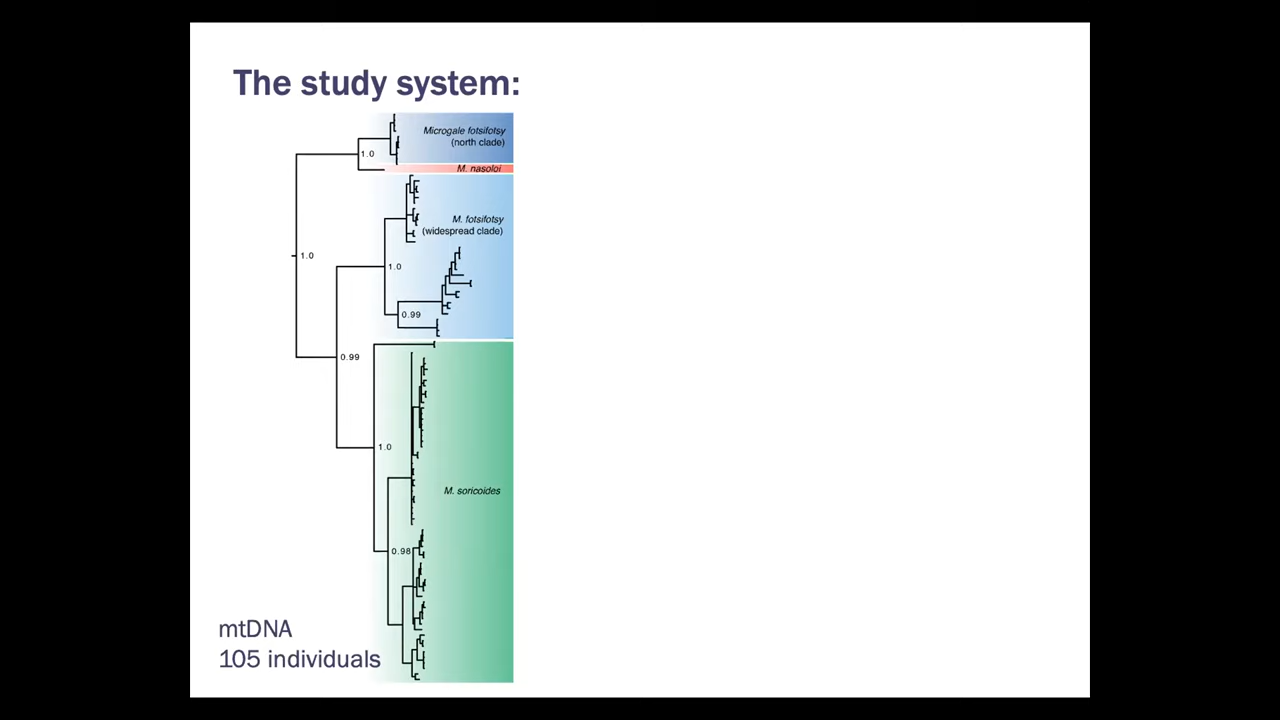 The study system:
Microgale fotsifotsy
(north clade)
1.0
M. nasoloi
M. fotsifotsy
(widespread clade)
1.0
1.0
0.99
0.99
1.0
M. soricoides
0.98
mtDNA
105 individuals